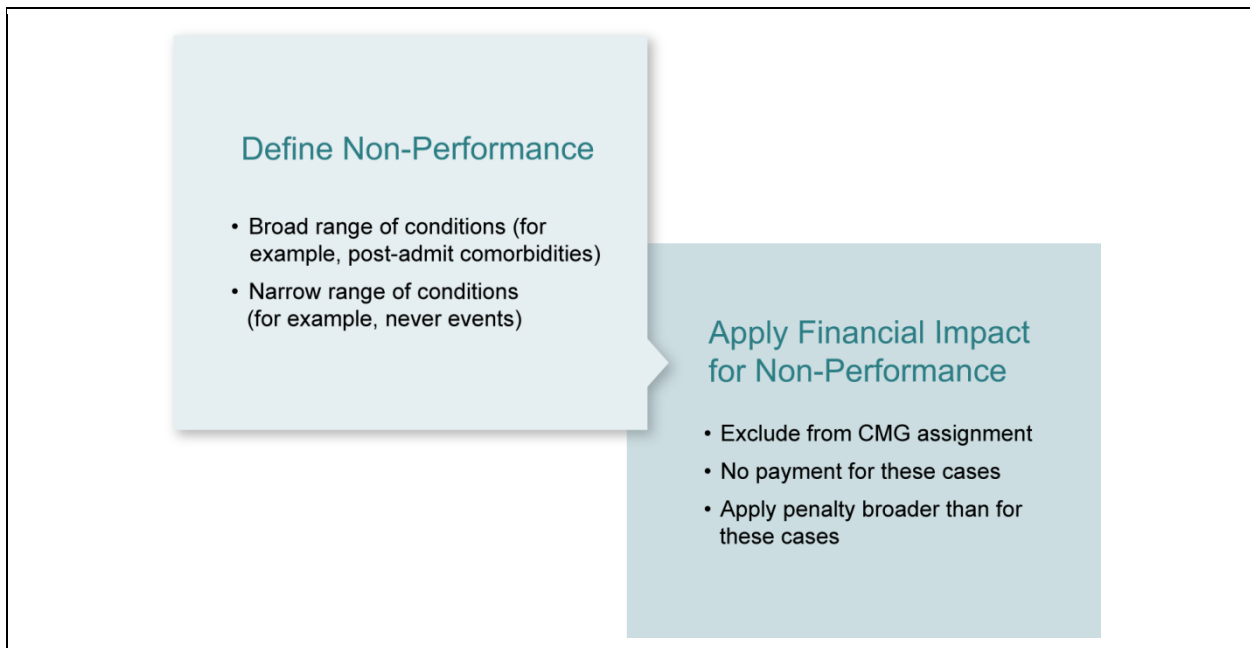 Define Non-Performance
• Broad range of conditions (for
example, post-admit comorbidities)
• Narrow range of conditions
(for example, never events)
Apply Financial Impact
for Non-Performance
• Exclude from CMG assignment
• No payment for these cases
• Apply penalty broader than for
these cases